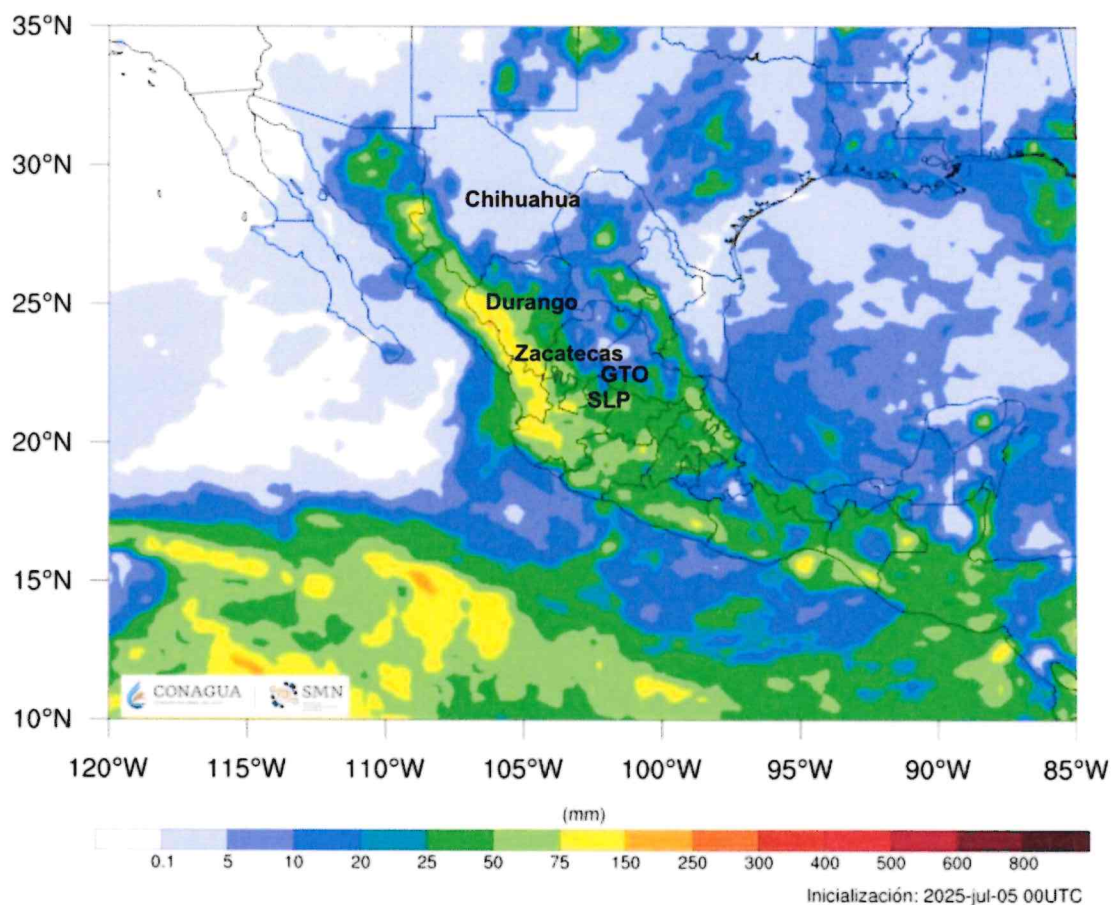 35°N
30°N
25°N
20°N
15°N
10°N
Chihuahua
Durango
Zacatecas
GTO
SLP
CONAGUA
SMN
120°W 115°W 110°W 105°W 100°W 95°W 90°W 85°W
(mm)
0.1 5 10 20 25 50 75 150 250 300 400 500 600 800
Inicialización: 2025-jul-05 00UTC